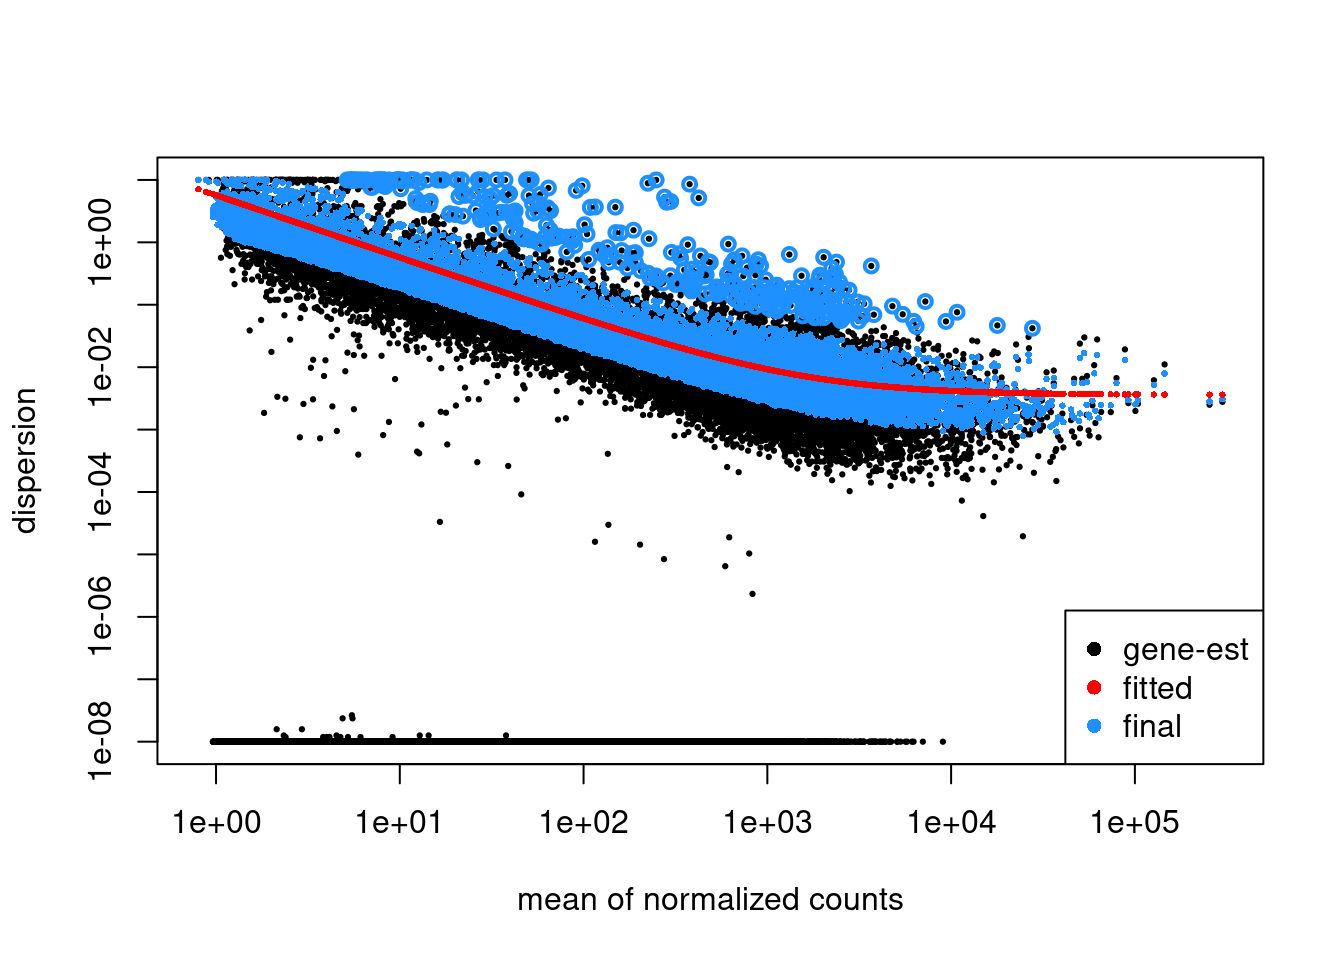 dispersion
1e+00
1e-02
1e-04
1e-06
1e-08
gene-est
fitted
final
1e+00 1e+01 1e+02 1e+03 1e+04 1e+05
mean of normalized counts